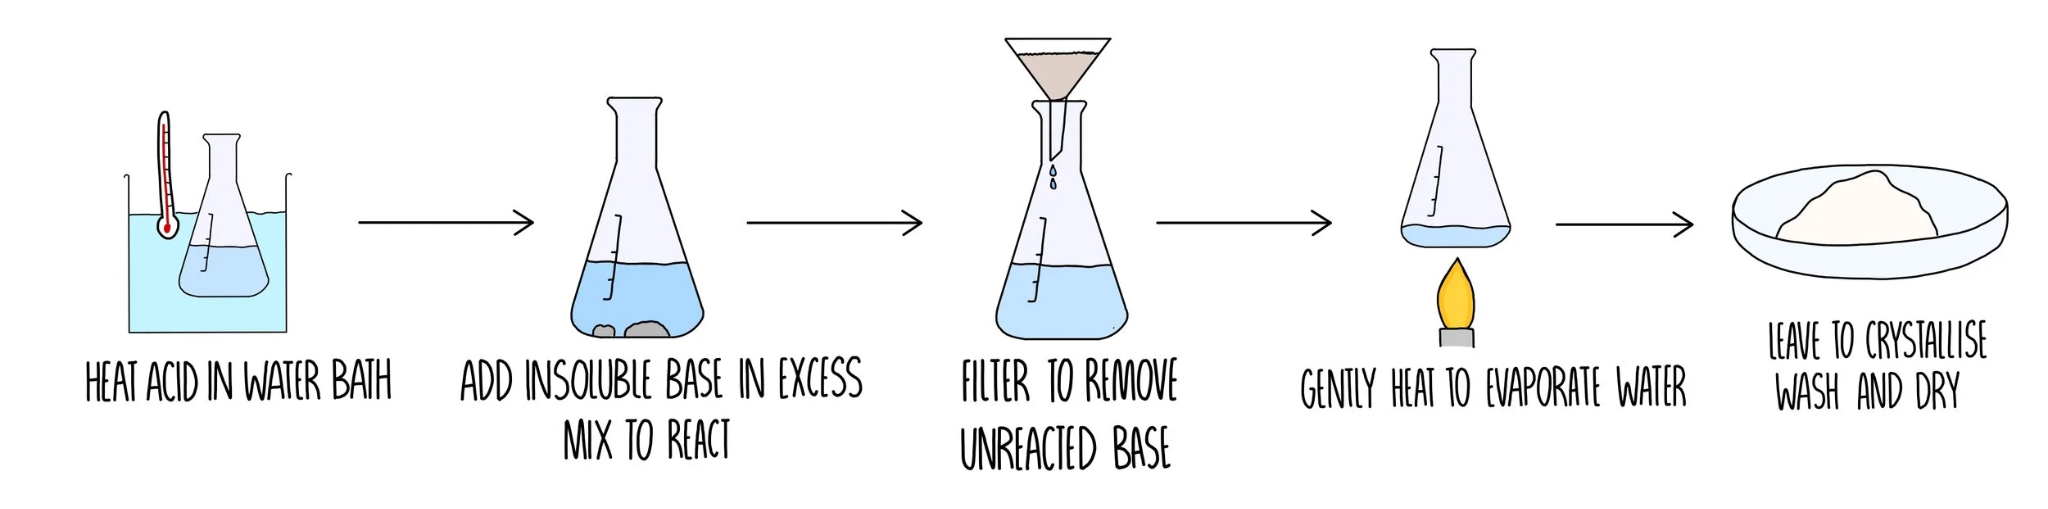 HEAT ACID IN WATER BATH
ADD INSOLUBLE BASE IN EXCESS
MIX TO REACT
FILTER TO REMOVE
UNREACTED BASE
GENTLY HEAT TO EVAPORATE WATER
LEAVE TO CRYSTALLISE
WASH AND DRY